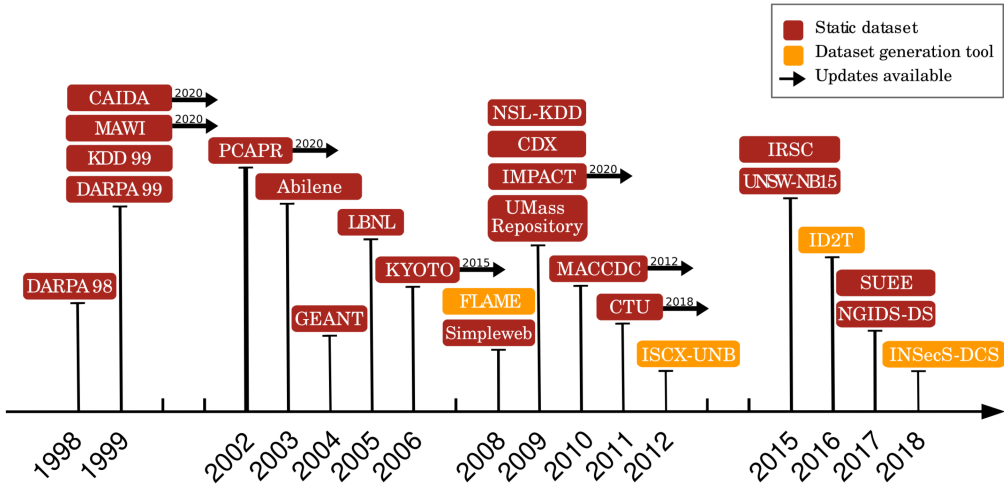 Static dataset
Dataset generation tool
Updates available
CAIDA
2020
MAWI
2020
KDD 99
DARPA 99
DARPA 98
PCAPR
2020
Abilene
GEANT
LBNL
KYOTO
2015
FLAME
Simpleweb
NSL-KDD
CDX
IMPACT
2020
UMass
Repository
MACCDC
2012
CTU
2018
ISCX-UNB
IRSC
UNSW-NB15
ID2T
SUEE
NGIDS-DS
INSecS-DCS
1998
1999
2002
2003
2004
2005
2006
2008
2009
2010
2011
2012
2015
2016
2017
2018